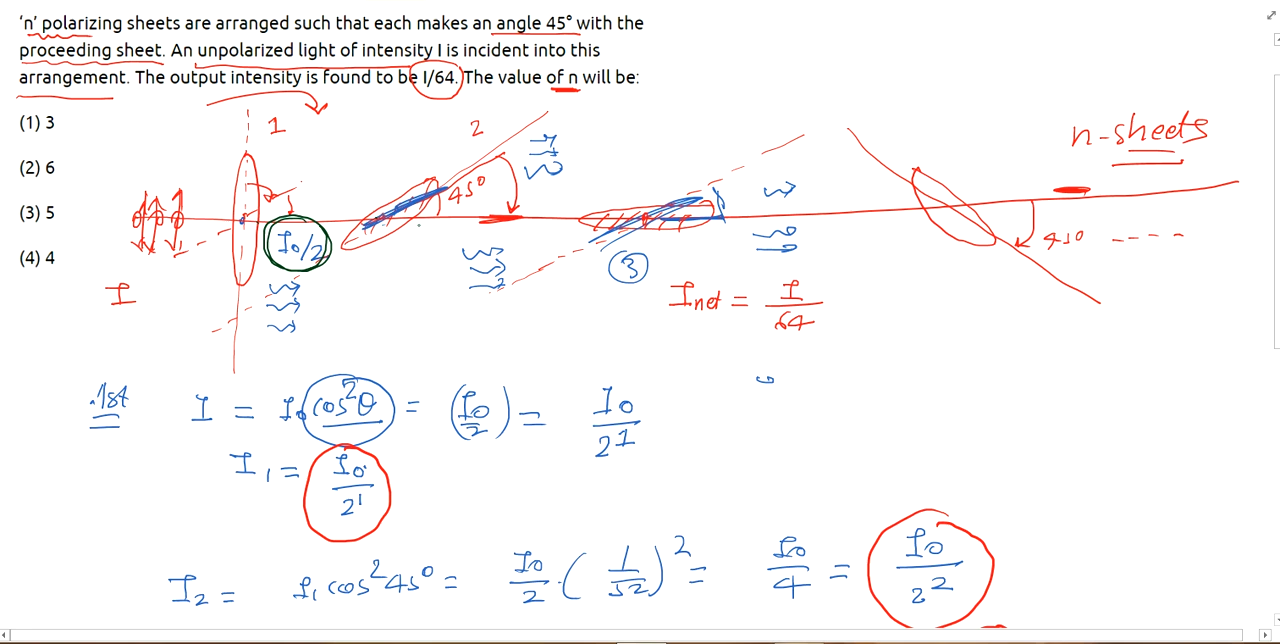 ‘n’ polarizing sheets are arranged such that each makes an angle 45° with the
proceeding sheet. An unpolarized light of intensity I is incident into this
arrangement. The output intensity is found to be I/64. The value of n will be:
(1) 3
(2) 6
(3) 5
(4) 4
1
2
n-sheets
45°
I₀/2
3
45° ----
I
I net = I/64
1st I = I₀ cos²θ = (I₀/2) = I₀/2¹
I₁ = I₀/2¹
I₂ = I₁ cos²45° = I₀/2 · (1/√2)² = I₀/4 = I₀/2²